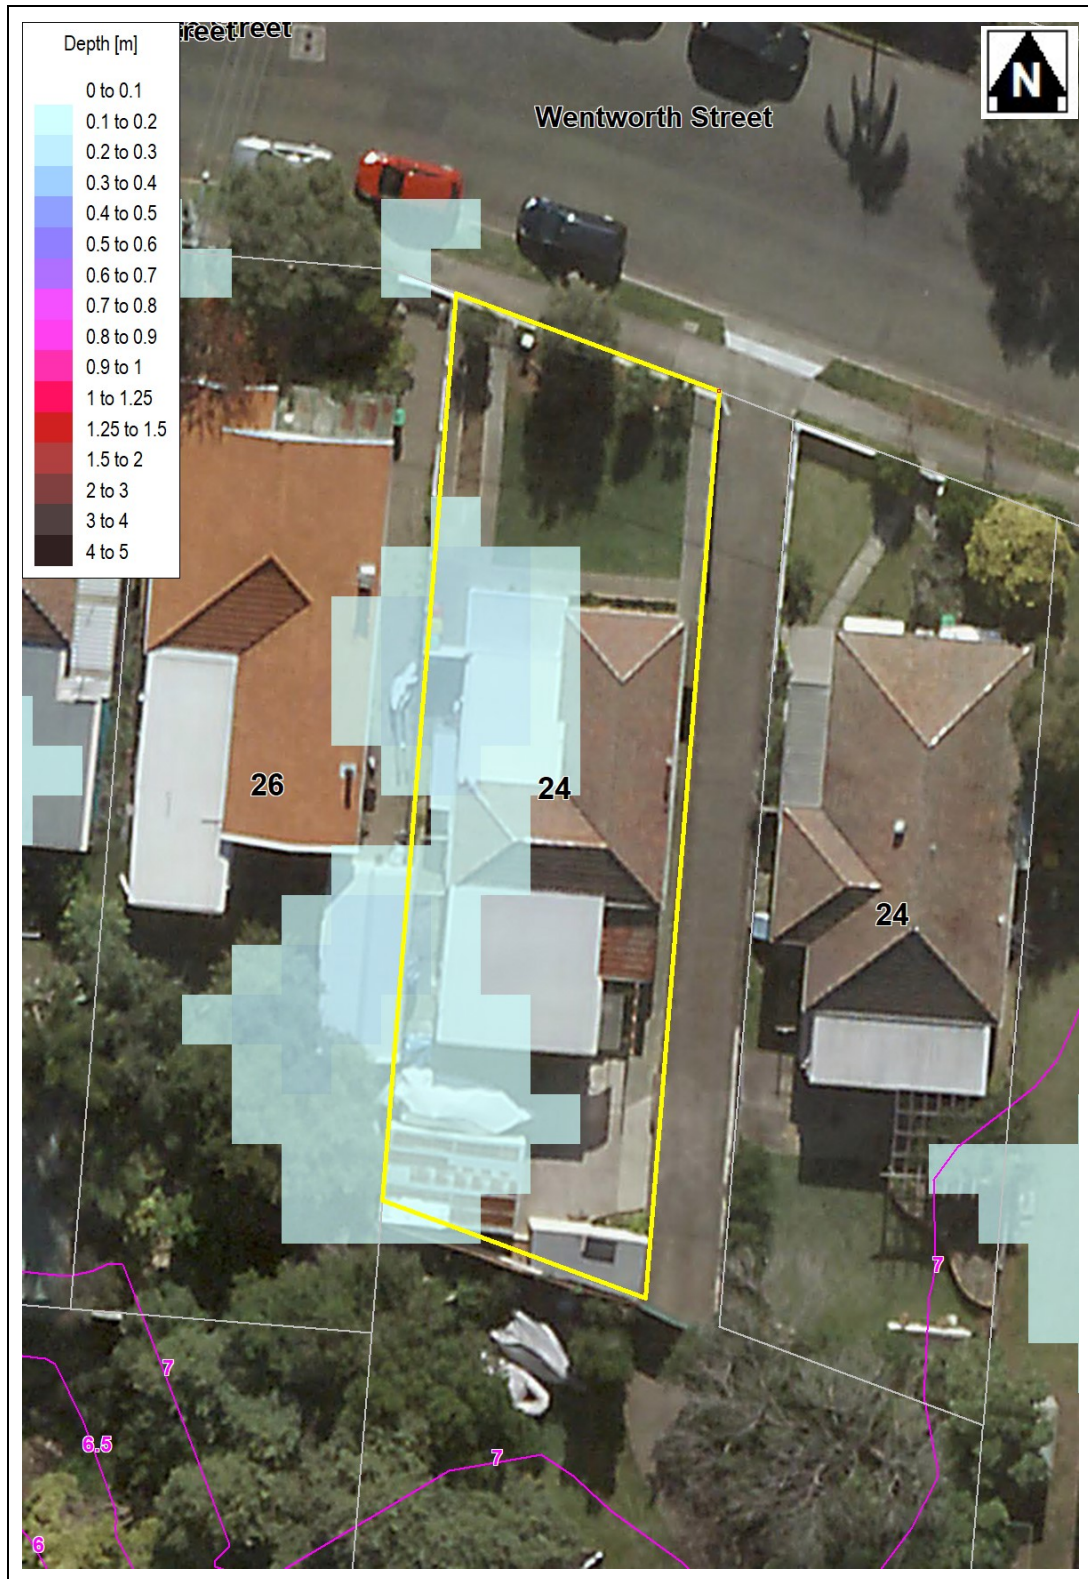 Depth [m]
0 to 0.1
0.1 to 0.2
0.2 to 0.3
0.3 to 0.4
0.4 to 0.5
0.5 to 0.6
0.6 to 0.7
0.7 to 0.8
0.8 to 0.9
0.9 to 1
1 to 1.25
1.25 to 1.5
1.5 to 2
2 to 3
3 to 4
4 to 5
Street
N
Wentworth Street
26
24
24
7
7
6.5
7
6